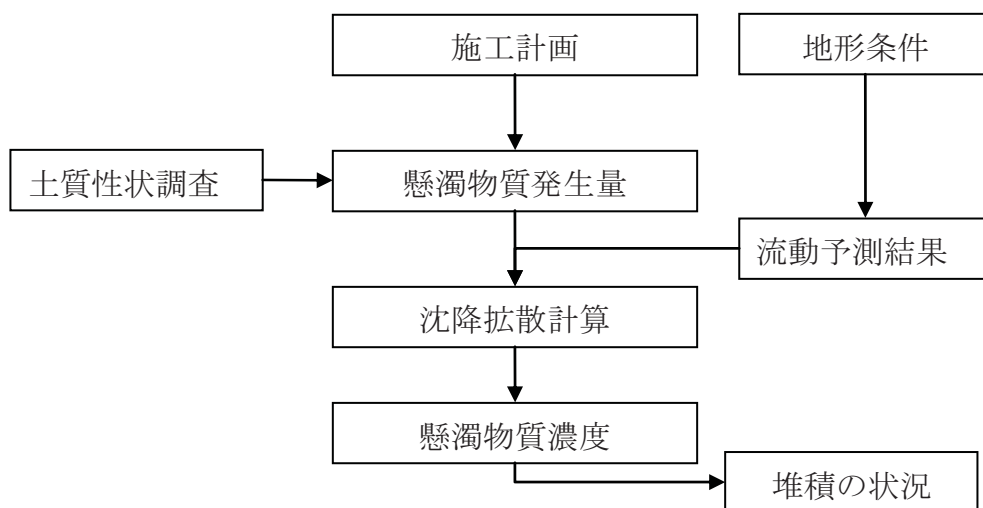 施工計画
地形条件
土質性状調査
懸濁物質発生量
流動予測結果
沈降拡散計算
懸濁物質濃度
堆積の状況